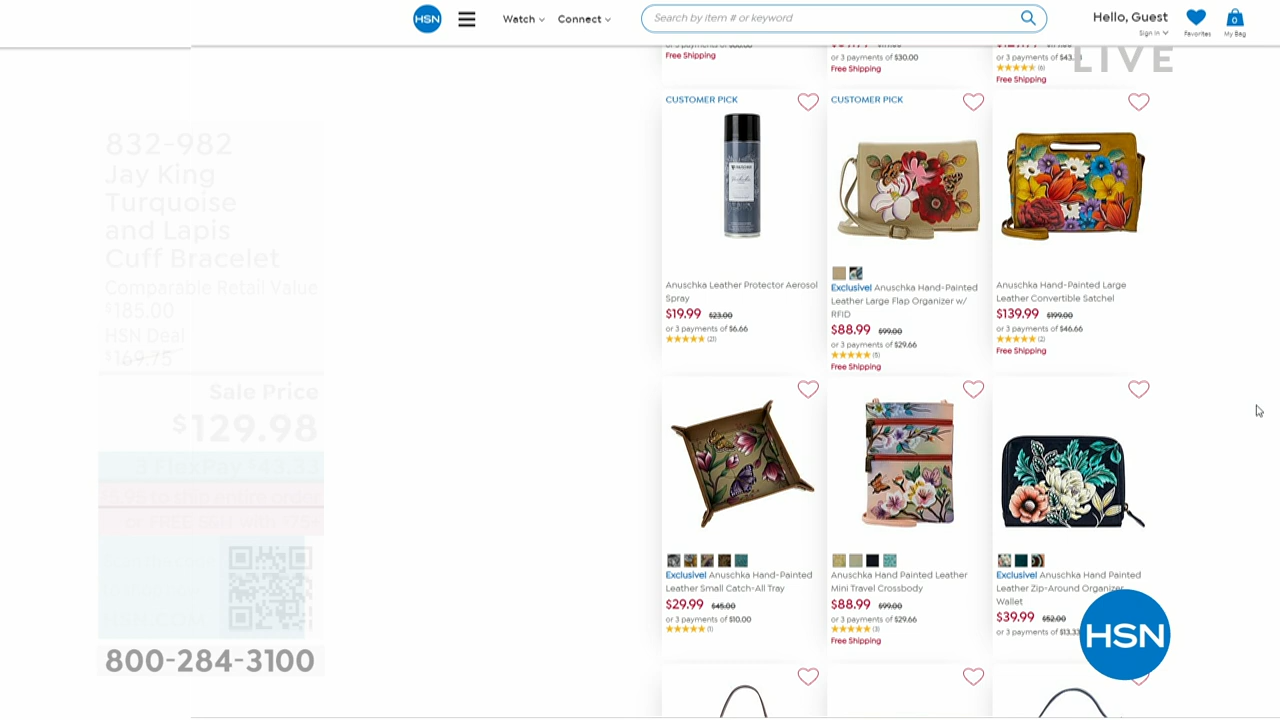 HSN
Watch
Connect
Search by item # or keyword
Hello, Guest
Sign In
Favorites
0
My Bag
LIVE
Free Shipping
or 3 payments of $30.00
Free Shipping
or 3 payments of $43.
(6)
Free Shipping
832-982
Jay King
Turquoise
and Lapis
Cuff Bracelet
Comparable Retail Value
$185.00
HSN Deal
$169.75
Sale Price
$129.98
800-284-3100
CUSTOMER PICK
Anuschka Leather Protector Aerosol
Spray
$19.99 $23.00
or 3 payments of $6.66
(21)
CUSTOMER PICK
Exclusive! Anuschka Hand-Painted
Leather Large Flap Organizer w/
RFID
$88.99 $99.00
or 3 payments of $29.66
(5)
Free Shipping
Anuschka Hand-Painted Large
Leather Convertible Satchel
$139.99 $199.00
or 3 payments of $46.66
(2)
Free Shipping
Exclusive! Anuschka Hand-Painted
Leather Small Catch-All Tray
$29.99 $45.00
or 3 payments of $10.00
(1)
Anuschka Hand Painted Leather
Mini Travel Crossbody
$88.99 $99.00
or 3 payments of $29.66
(3)
Free Shipping
Exclusive! Anuschka Hand Painted
Leather Zip-Around Organizer
Wallet
$39.99 $52.00
or 3 payments of $13.33
HSN